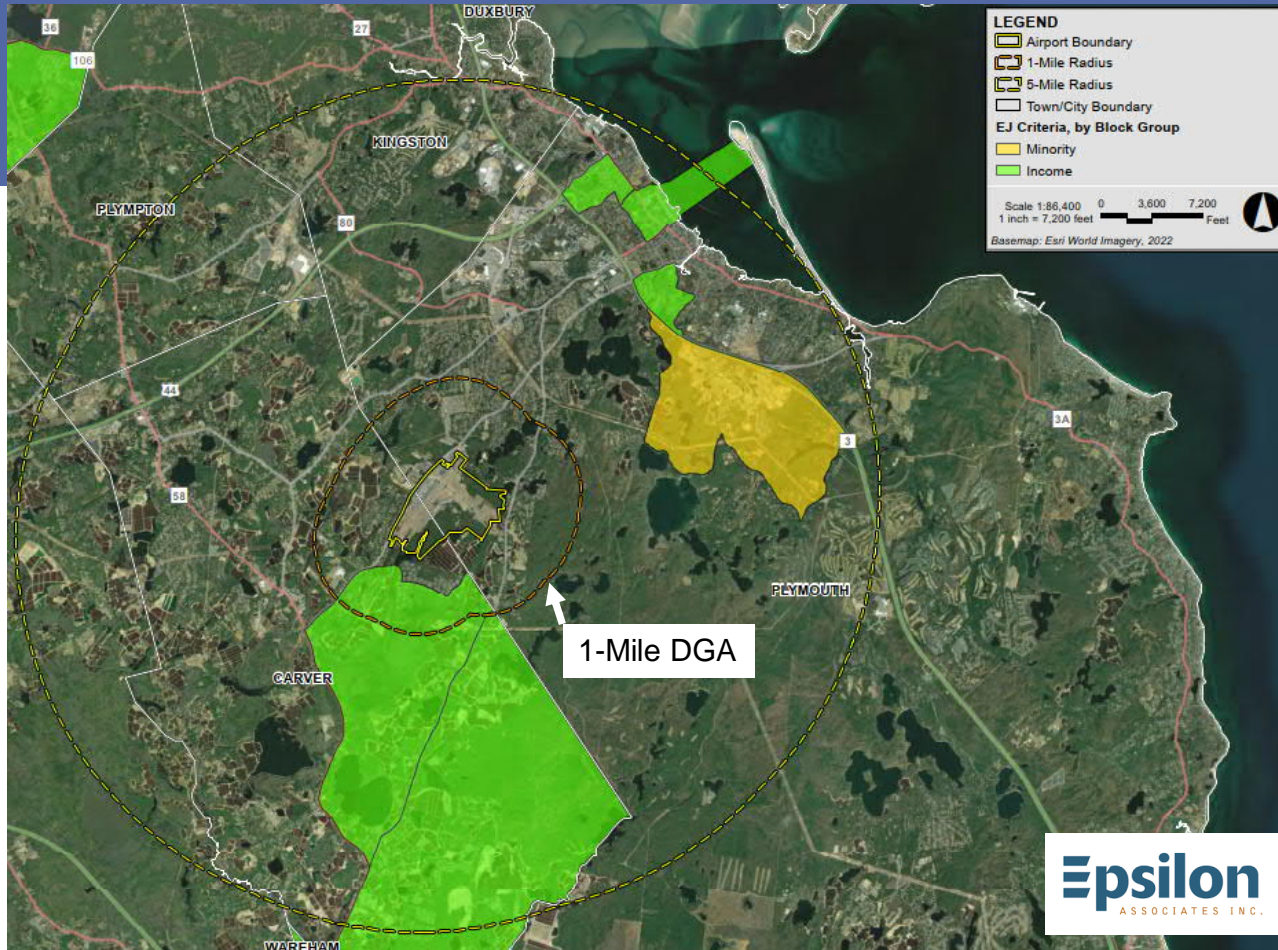 DUXBURY
36
27
106
KINGSTON
PLYMPTON
80
44
58
3A
3
PLYMOUTH
1-Mile DGA
CARVER
WAREHAM
LEGEND
Airport Boundary
1-Mile Radius
5-Mile Radius
Town/City Boundary
EJ Criteria, by Block Group
Minority
Income
Scale 1:86,400
1 inch = 7,200 feet
0 3,600 7,200
Feet
Basemap: Esri World Imagery, 2022
Epsilon
ASSOCIATES INC.